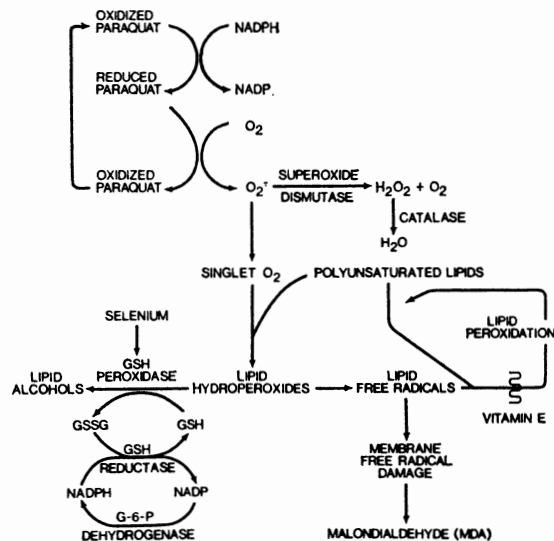 OXIDIZED
PARAQUAT
NADPH
REDUCED
PARAQUAT
NADP.
O2
OXIDIZED
PARAQUAT
O2
SUPEROXIDE
DISMUTASE
H2O2 + O2
CATALASE
H2O
SINGLET O2
POLYUNSATURATED LIPIDS
SELENIUM
LIPID
PEROXIDATION
GSH
PEROXIDASE
LIPID
ALCOHOLS
LIPID
HYDROPEROXIDES
LIPID
FREE RADICALS
VITAMIN E
GSSG
GSH
GSH
REDUCTASE
MEMBRANE
FREE RADICAL
DAMAGE
NADPH
NADP
G-6-P
DEHYDROGENASE
MALONDIALDEHYDE (MDA)